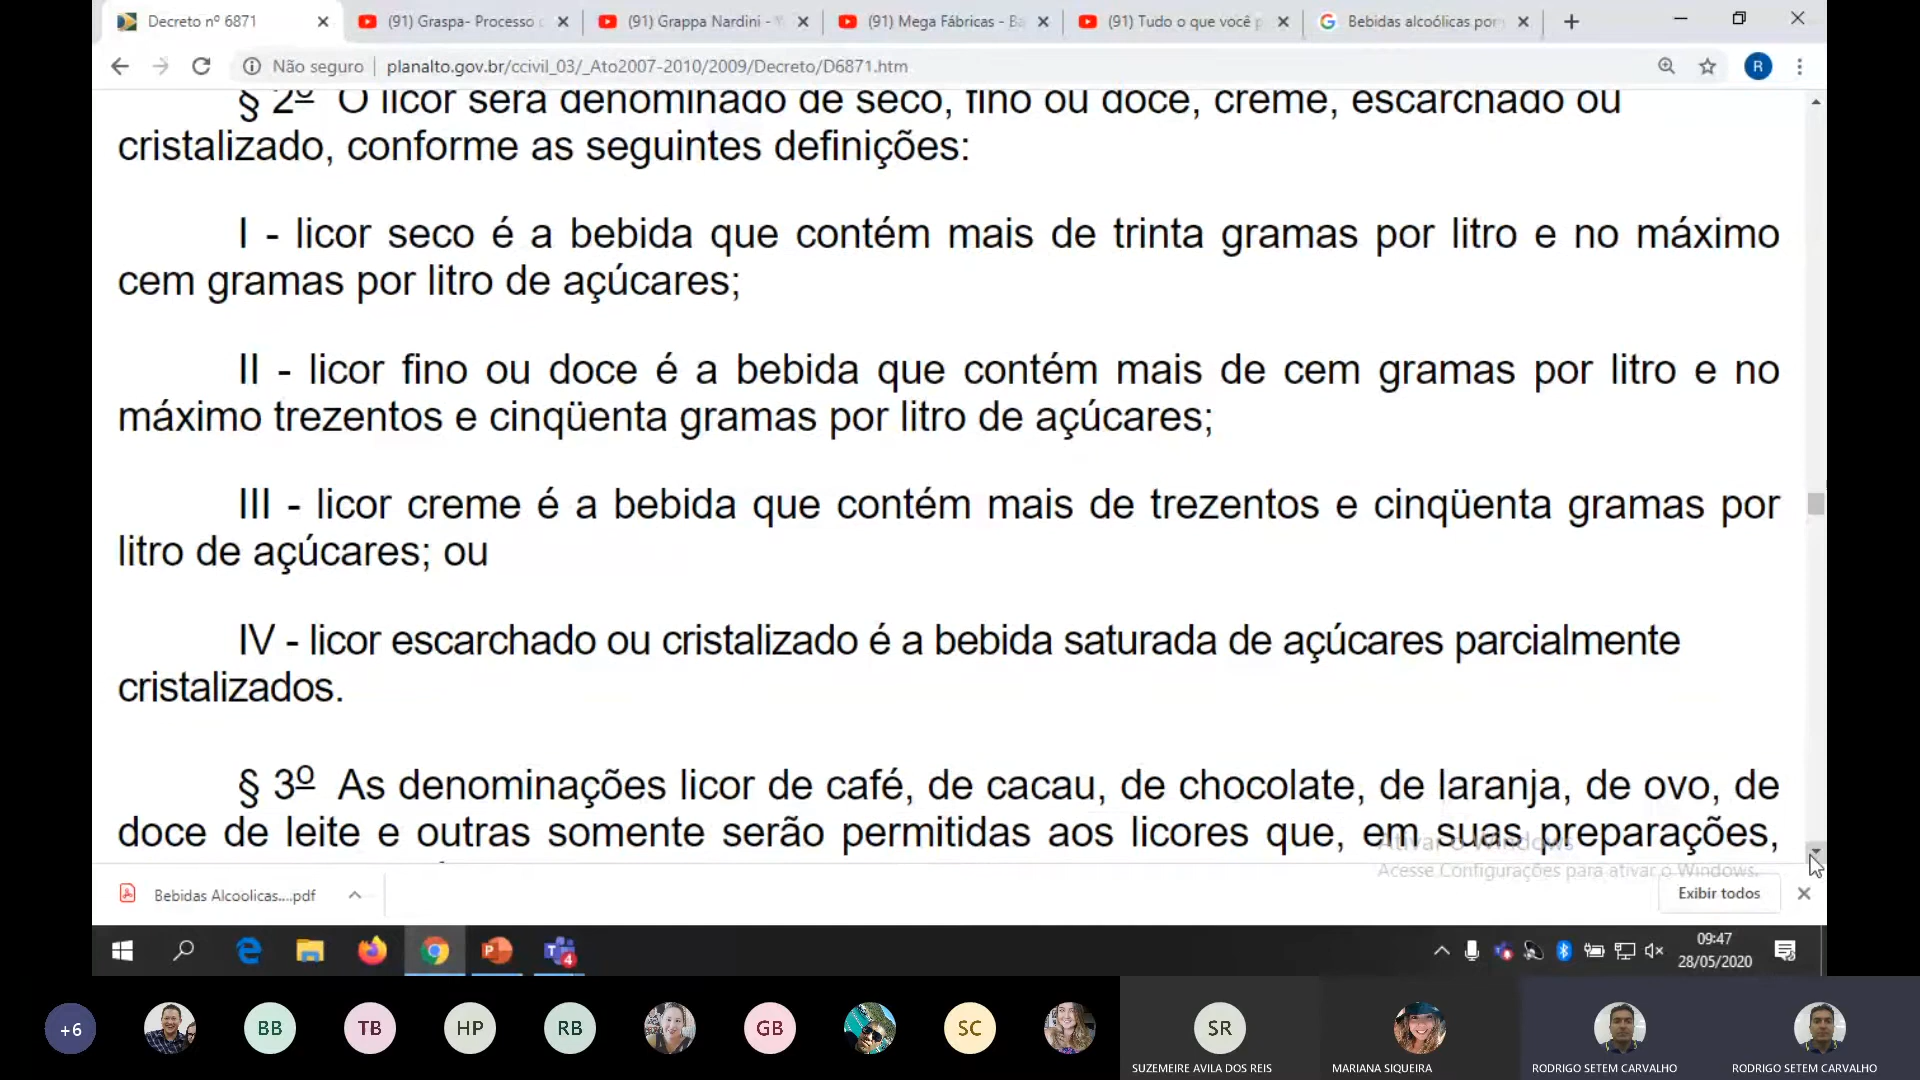 Decreto nº 6871
(91) Graspa- Processo
(91) Grappa Nardini -
(91) Mega Fábricas - Ba
(91) Tudo o que você p
Bebidas alcoólicas por
Não seguro
planalto.gov.br/ccivil_03/_Ato2007-2010/2009/Decreto/D6871.htm
R
§ 2º O licor será denominado de seco, fino ou doce, creme, escarchado ou
cristalizado, conforme as seguintes definições:
I - licor seco é a bebida que contém mais de trinta gramas por litro e no máximo
cem gramas por litro de açúcares;
II - licor fino ou doce é a bebida que contém mais de cem gramas por litro e no
máximo trezentos e cinqüenta gramas por litro de açúcares;
III - licor creme é a bebida que contém mais de trezentos e cinqüenta gramas por
litro de açúcares; ou
IV - licor escarchado ou cristalizado é a bebida saturada de açúcares parcialmente
cristalizados.
§ 3º As denominações licor de café, de cacau, de chocolate, de laranja, de ovo, de
doce de leite e outras somente serão permitidas aos licores que, em suas preparações,
Ativar o Windows
Acesse Configurações para ativar o Windows.
Bebidas Alcoolicas....pdf
Exibir todos
4
09:47
28/05/2020
+6
BB
TB
HP
RB
GB
SC
SR
SUZEMEIRE AVILA DOS REIS
MARIANA SIQUEIRA
RODRIGO SETEM CARVALHO
RODRIGO SETEM CARVALHO